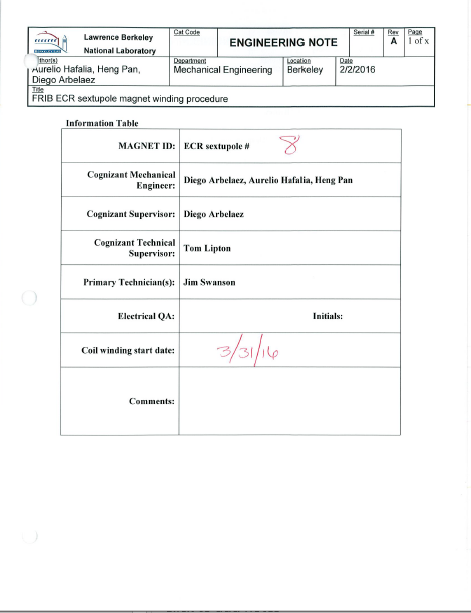 Lawrence Berkeley
National Laboratory
Cat Code
ENGINEERING NOTE
Serial #
Rev
A
Page
1 of x
thor(s)
Aurelio Hafalia, Heng Pan,
Diego Arbelaez
Department
Mechanical Engineering
Location
Berkeley
Date
2/2/2016
Title
FRIB ECR sextupole magnet winding procedure
Information Table
MAGNET ID: ECR sextupole # 8
Cognizant Mechanical
Engineer: Diego Arbelaez, Aurelio Hafalia, Heng Pan
Cognizant Supervisor: Diego Arbelaez
Cognizant Technical
Supervisor: Tom Lipton
Primary Technician(s): Jim Swanson
Electrical QA: Initials:
Coil winding start date: 3/31/16
Comments: